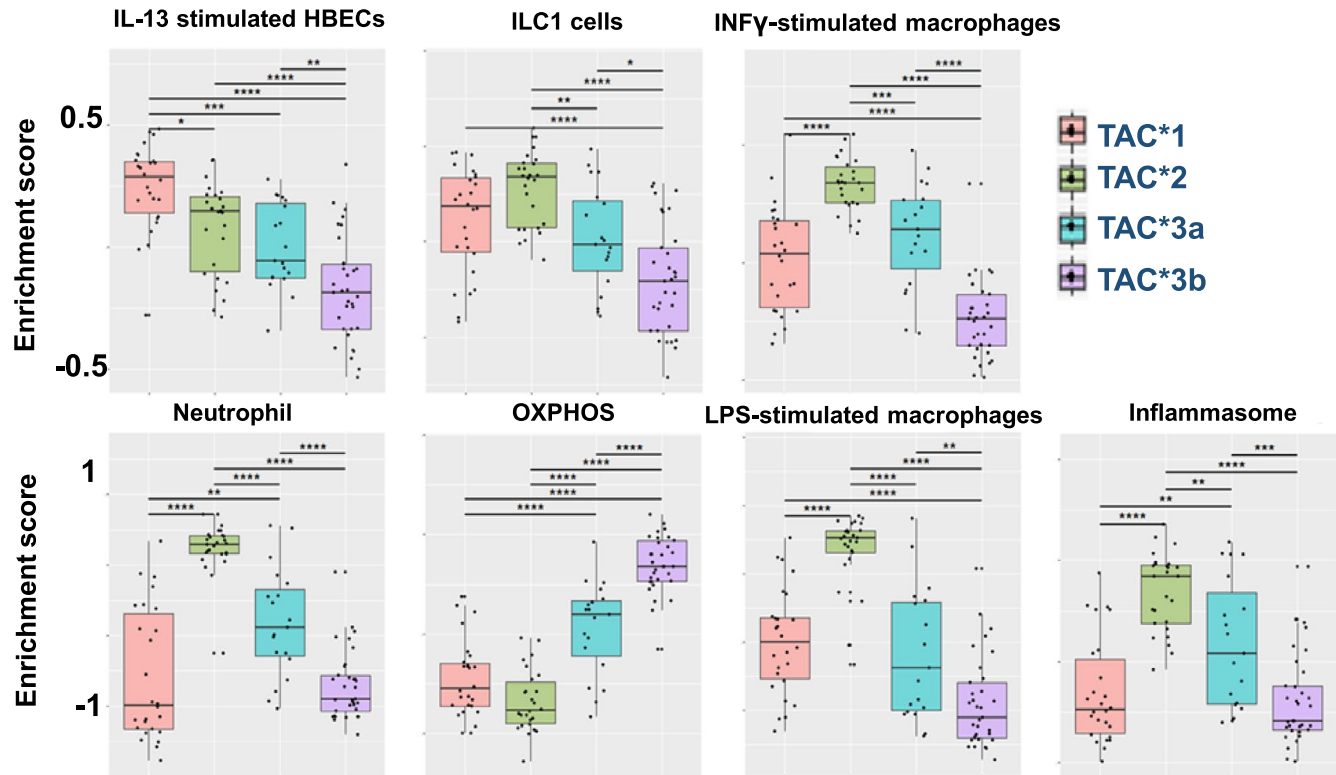 IL-13 stimulated HBECs
ILC1 cells
INFγ-stimulated macrophages
**
****
****
***
*
*
****
**
****
****
****
***
****
****
0.5
-0.5
Enrichment score
TAC*1
TAC*2
TAC*3a
TAC*3b
Neutrophil
OXPHOS
LPS-stimulated macrophages
Inflammasome
****
****
****
**
****
****
****
****
****
****
**
****
****
****
****
***
****
**
**
****
1
-1
Enrichment score